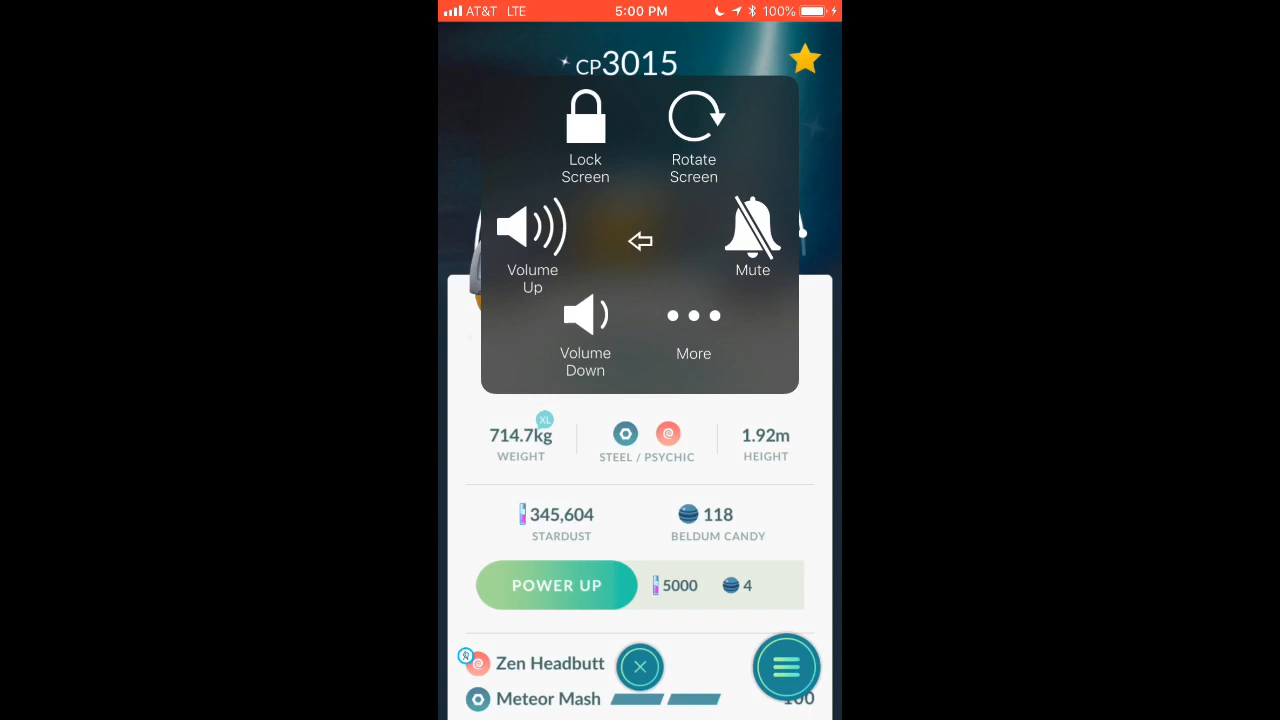 AT&T LTE 5:00 PM 100%
CP3015
Lock Screen
Rotate Screen
Volume Up
Mute
Volume Down
More
XL
714.7kg
1.92m
WEIGHT
STEEL / PSYCHIC
HEIGHT
345,604
118
STARDUST
BELDUM CANDY
POWER UP
5000
4
Zen Headbutt
Meteor Mash
100